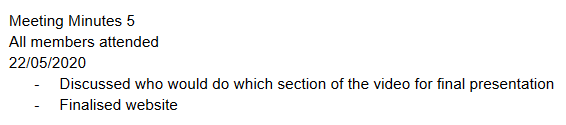 Meeting Minutes 5
All members attended
22/05/2020
- Discussed who would do which section of the video for final presentation
- Finalised website